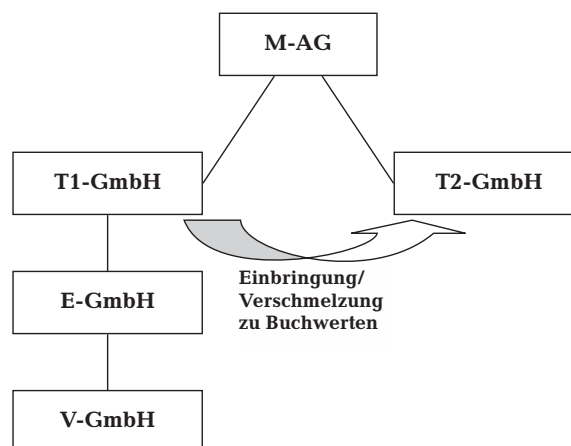 M-AG
T1-GmbH
T2-GmbH
Einbringung/
Verschmelzung
zu Buchwerten
E-GmbH
V-GmbH